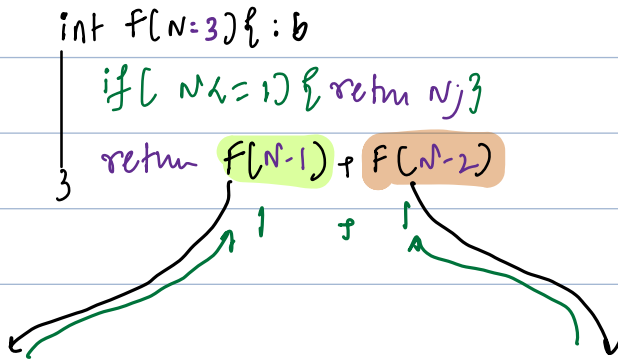 int f(N=3){ : 6
if( N<=1){ return N;}
return f(N-1) + f(N-2)
}
1 + 1